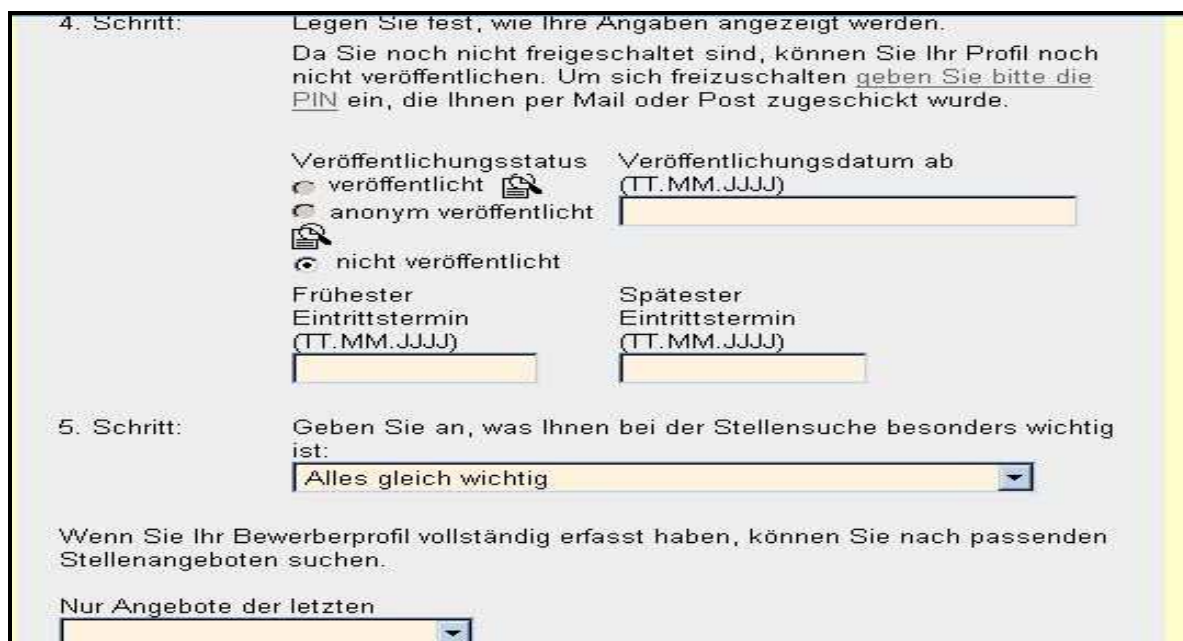 4. Schritt: Legen Sie fest, wie Ihre Angaben angezeigt werden.
Da Sie noch nicht freigeschaltet sind, können Sie Ihr Profil noch
nicht veröffentlichen. Um sich freizuschalten geben Sie bitte die
PIN ein, die Ihnen per Mail oder Post zugeschickt wurde.
Veröffentlichungsstatus
veröffentlicht
anonym veröffentlicht
nicht veröffentlicht
Veröffentlichungsdatum ab
(TT.MM.JJJJ)
Frühester
Eintrittstermin
(TT.MM.JJJJ)
Spätester
Eintrittstermin
(TT.MM.JJJJ)
5. Schritt: Geben Sie an, was Ihnen bei der Stellensuche besonders wichtig
ist:
Alles gleich wichtig
Wenn Sie Ihr Bewerberprofil vollständig erfasst haben, können Sie nach passenden
Stellenangeboten suchen.
Nur Angebote der letzten